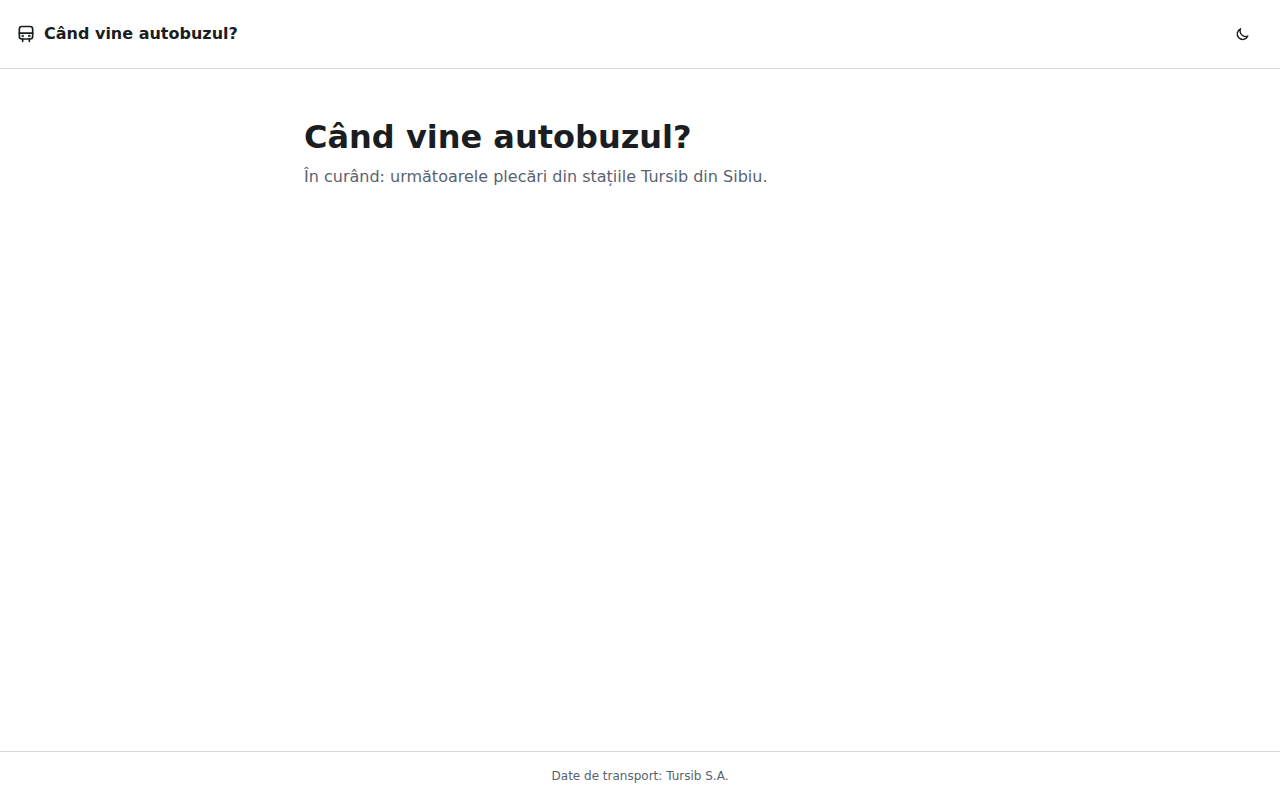 Când vine autobuzul?
Când vine autobuzul?
În curând: următoarele plecări din stațiile Tursib din Sibiu.
Date de transport: Tursib S.A.